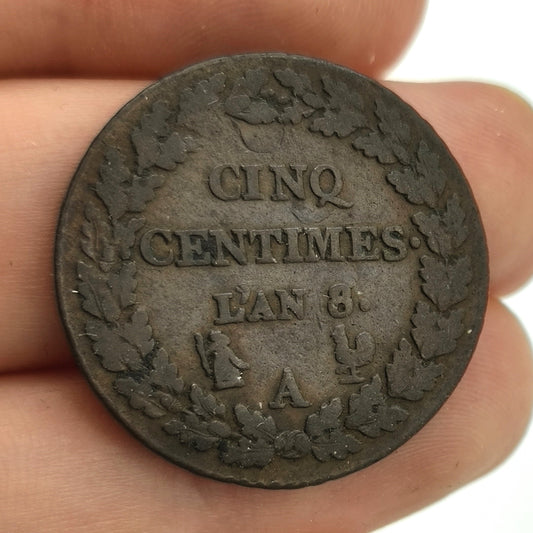 CINQ
CENTIMES.
L'AN 8.
A